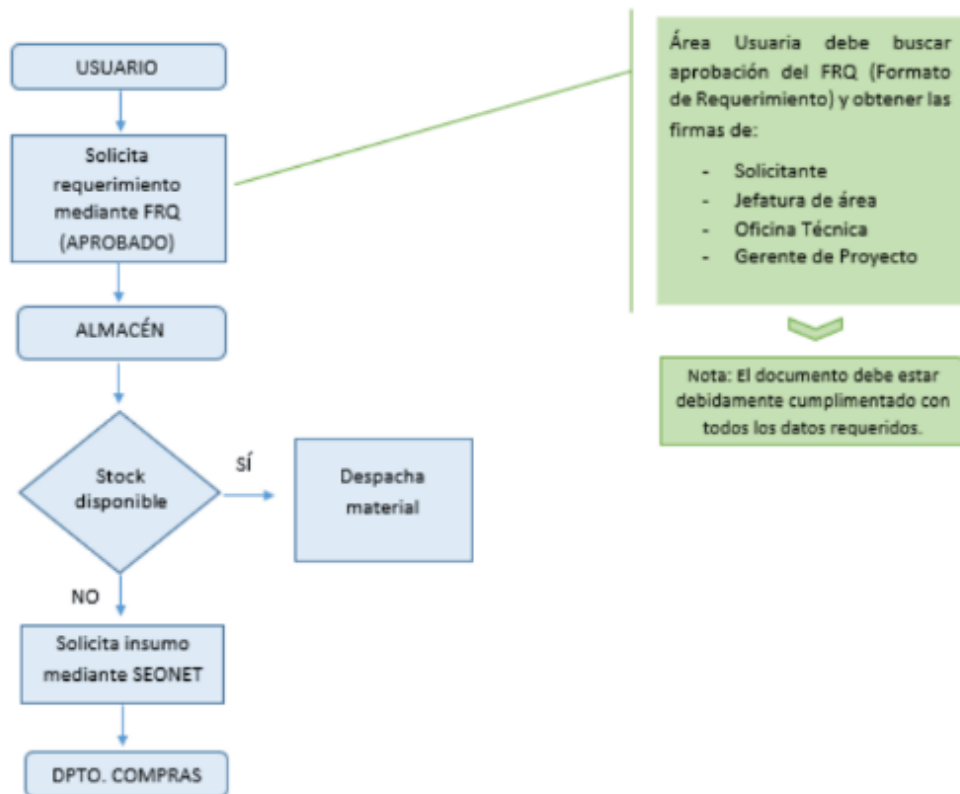 USUARIO
Solicita
requerimiento
mediante FRQ
(APROBADO)
ALMACÉN
Stock
disponible
SÍ
Despacha
material
NO
Solicita insumo
mediante SEONET
DPTO. COMPRAS
Área Usuaria debe buscar
aprobación del FRQ (Formato
de Requerimiento) y obtener las
firmas de:
- Solicitante
- Jefatura de área
- Oficina Técnica
- Gerente de Proyecto
Nota: El documento debe estar
debidamente cumplimentado con
todos los datos requeridos.